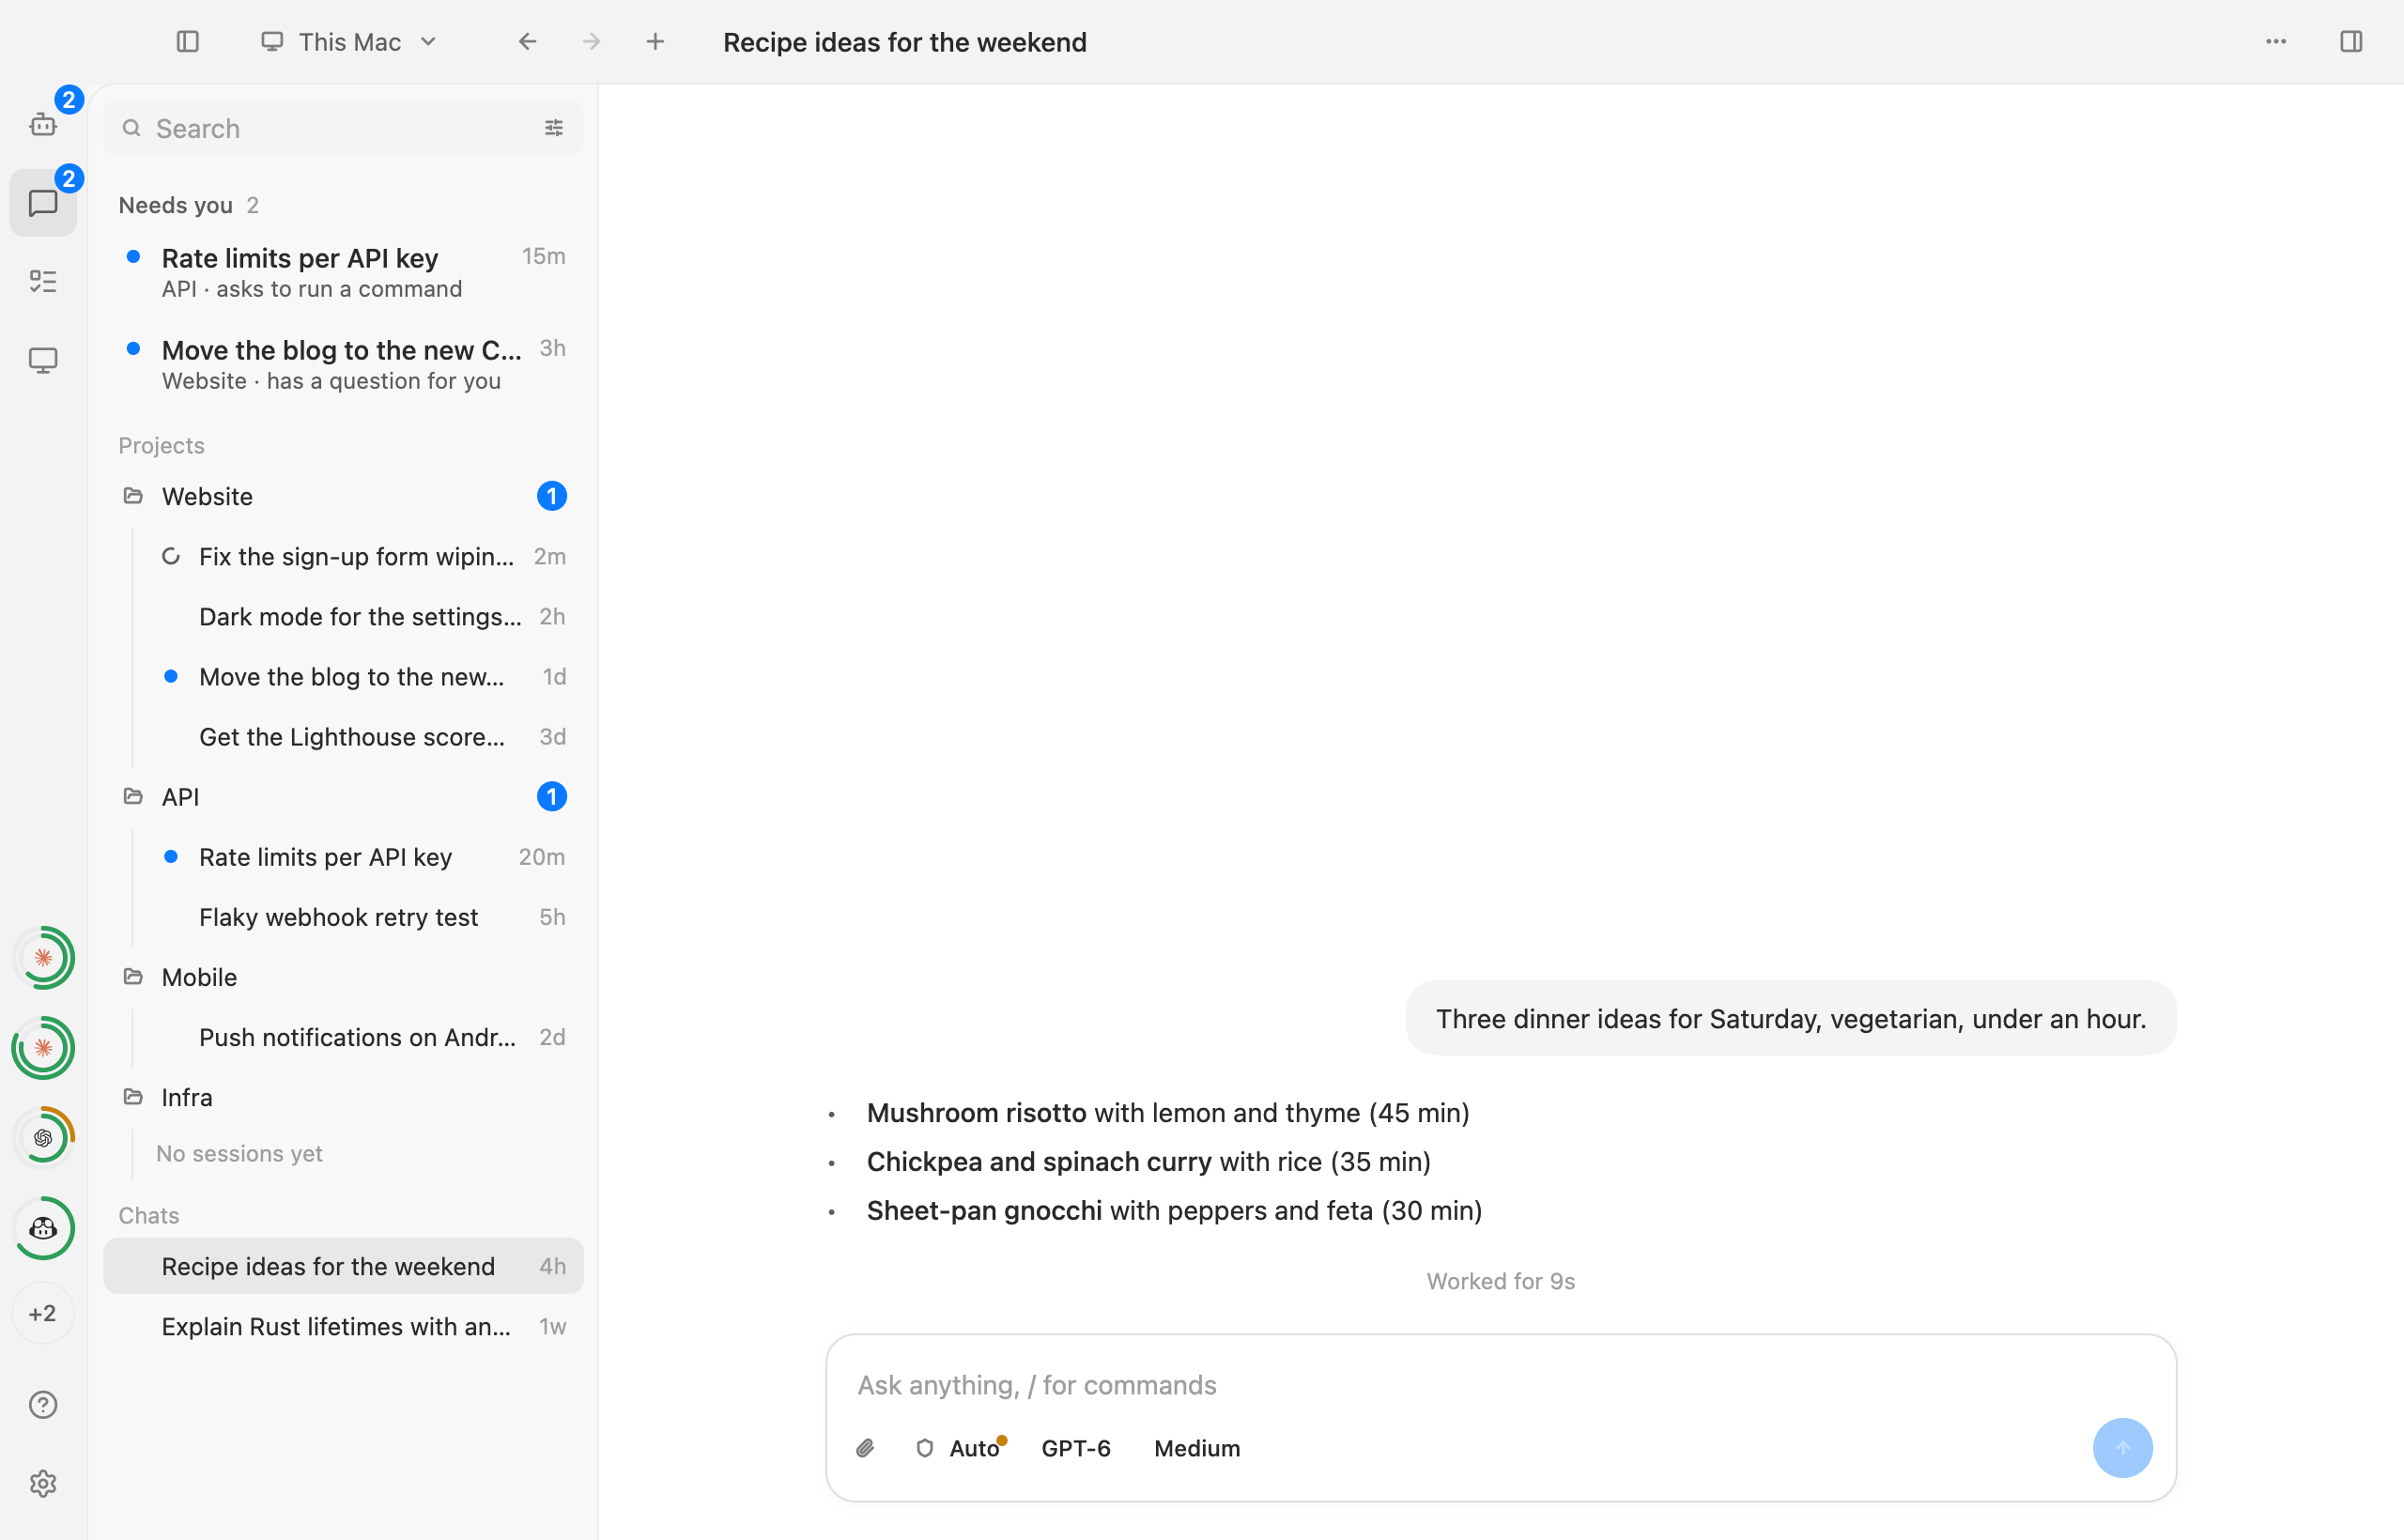 This Mac
Recipe ideas for the weekend
2
2
Search
Needs you 2
Rate limits per API key 15m
API · asks to run a command
Move the blog to the new C... 3h
Website · has a question for you
Projects
Website 1
Fix the sign-up form wipin... 2m
Dark mode for the settings... 2h
Move the blog to the new... 1d
Get the Lighthouse score... 3d
API 1
Rate limits per API key 20m
Flaky webhook retry test 5h
Mobile
Push notifications on Andr... 2d
Infra
No sessions yet
Chats
Recipe ideas for the weekend 4h
Explain Rust lifetimes with an... 1w
+2
Three dinner ideas for Saturday, vegetarian, under an hour.
• Mushroom risotto with lemon and thyme (45 min)
• Chickpea and spinach curry with rice (35 min)
• Sheet-pan gnocchi with peppers and feta (30 min)
Worked for 9s
Ask anything, / for commands
Auto GPT-6 Medium